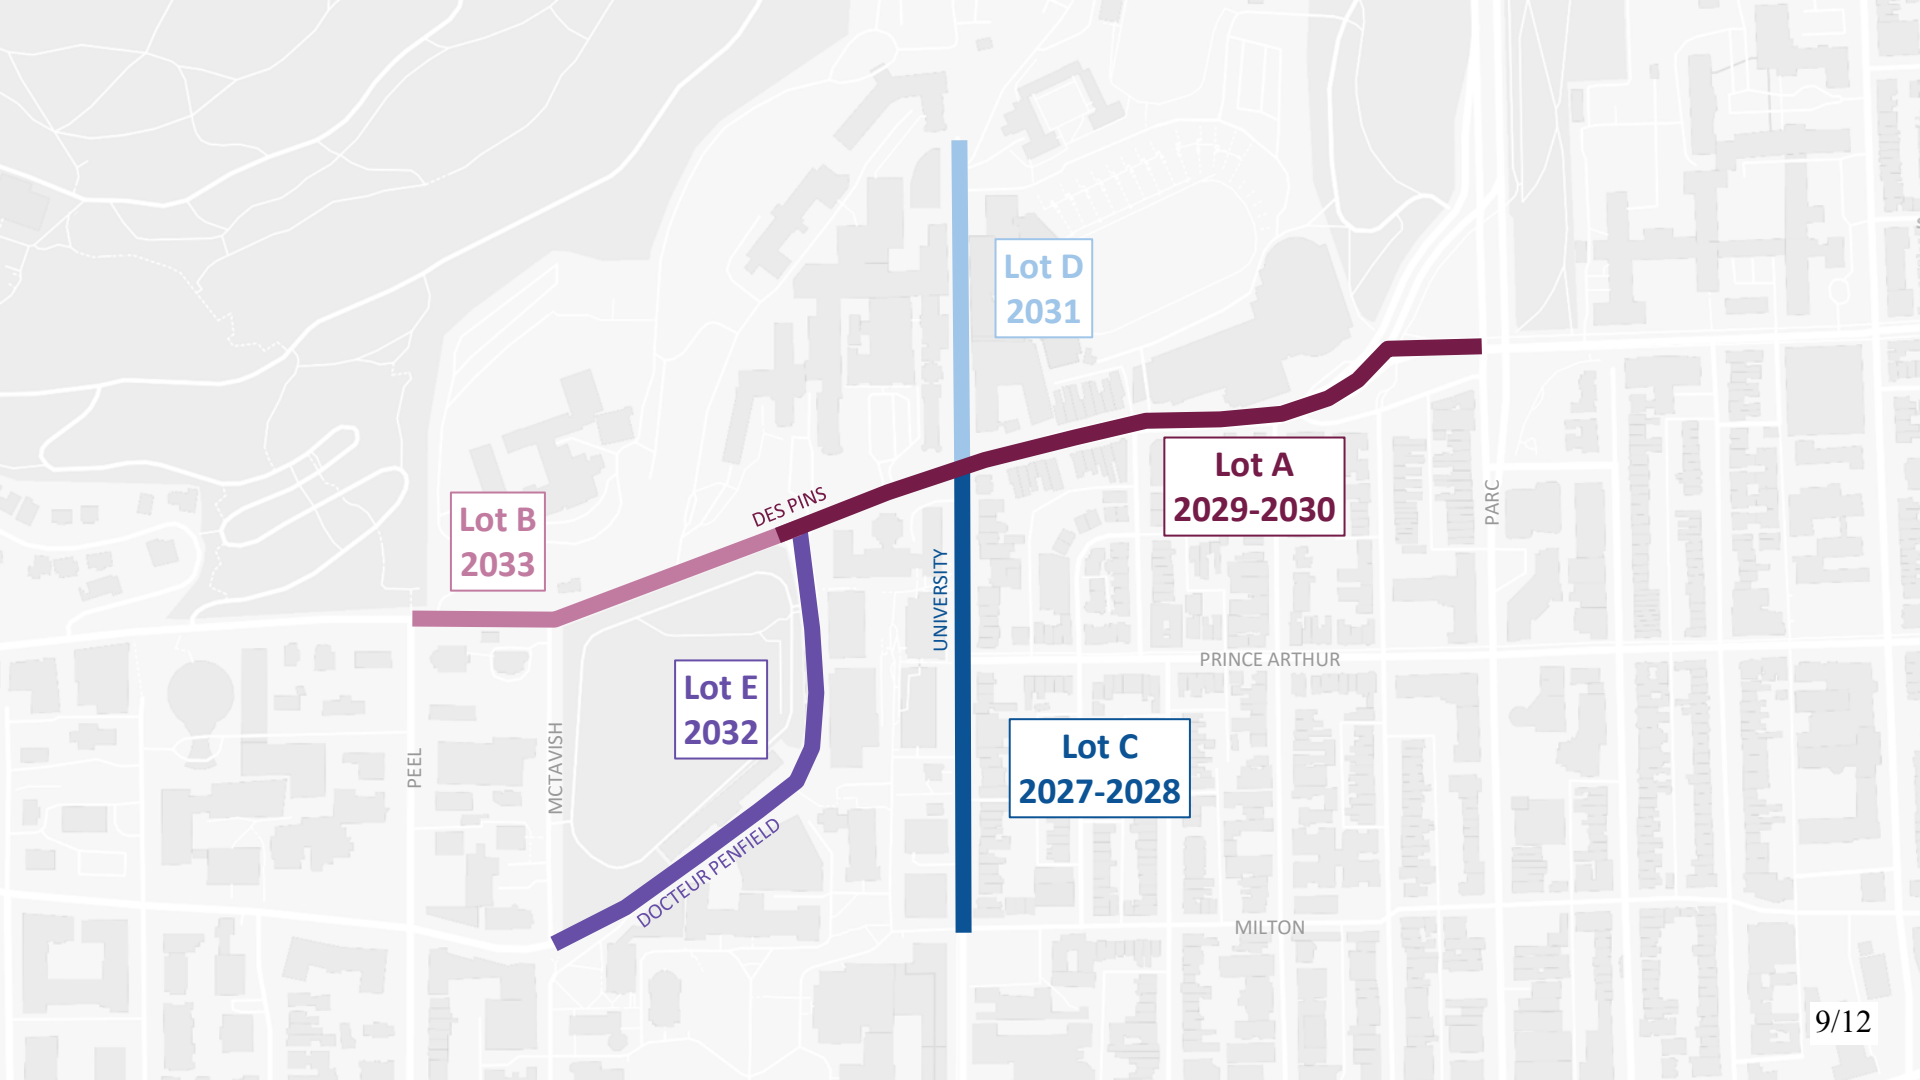 Lot D
2031
Lot A
2029-2030
PARC
DES PINS
Lot B
2033
UNIVERSITY
PRINCE ARTHUR
Lot E
2032
PEEL
MCTAVISH
Lot C
2027-2028
DOCTEUR PENFIELD
MILTON
9/12